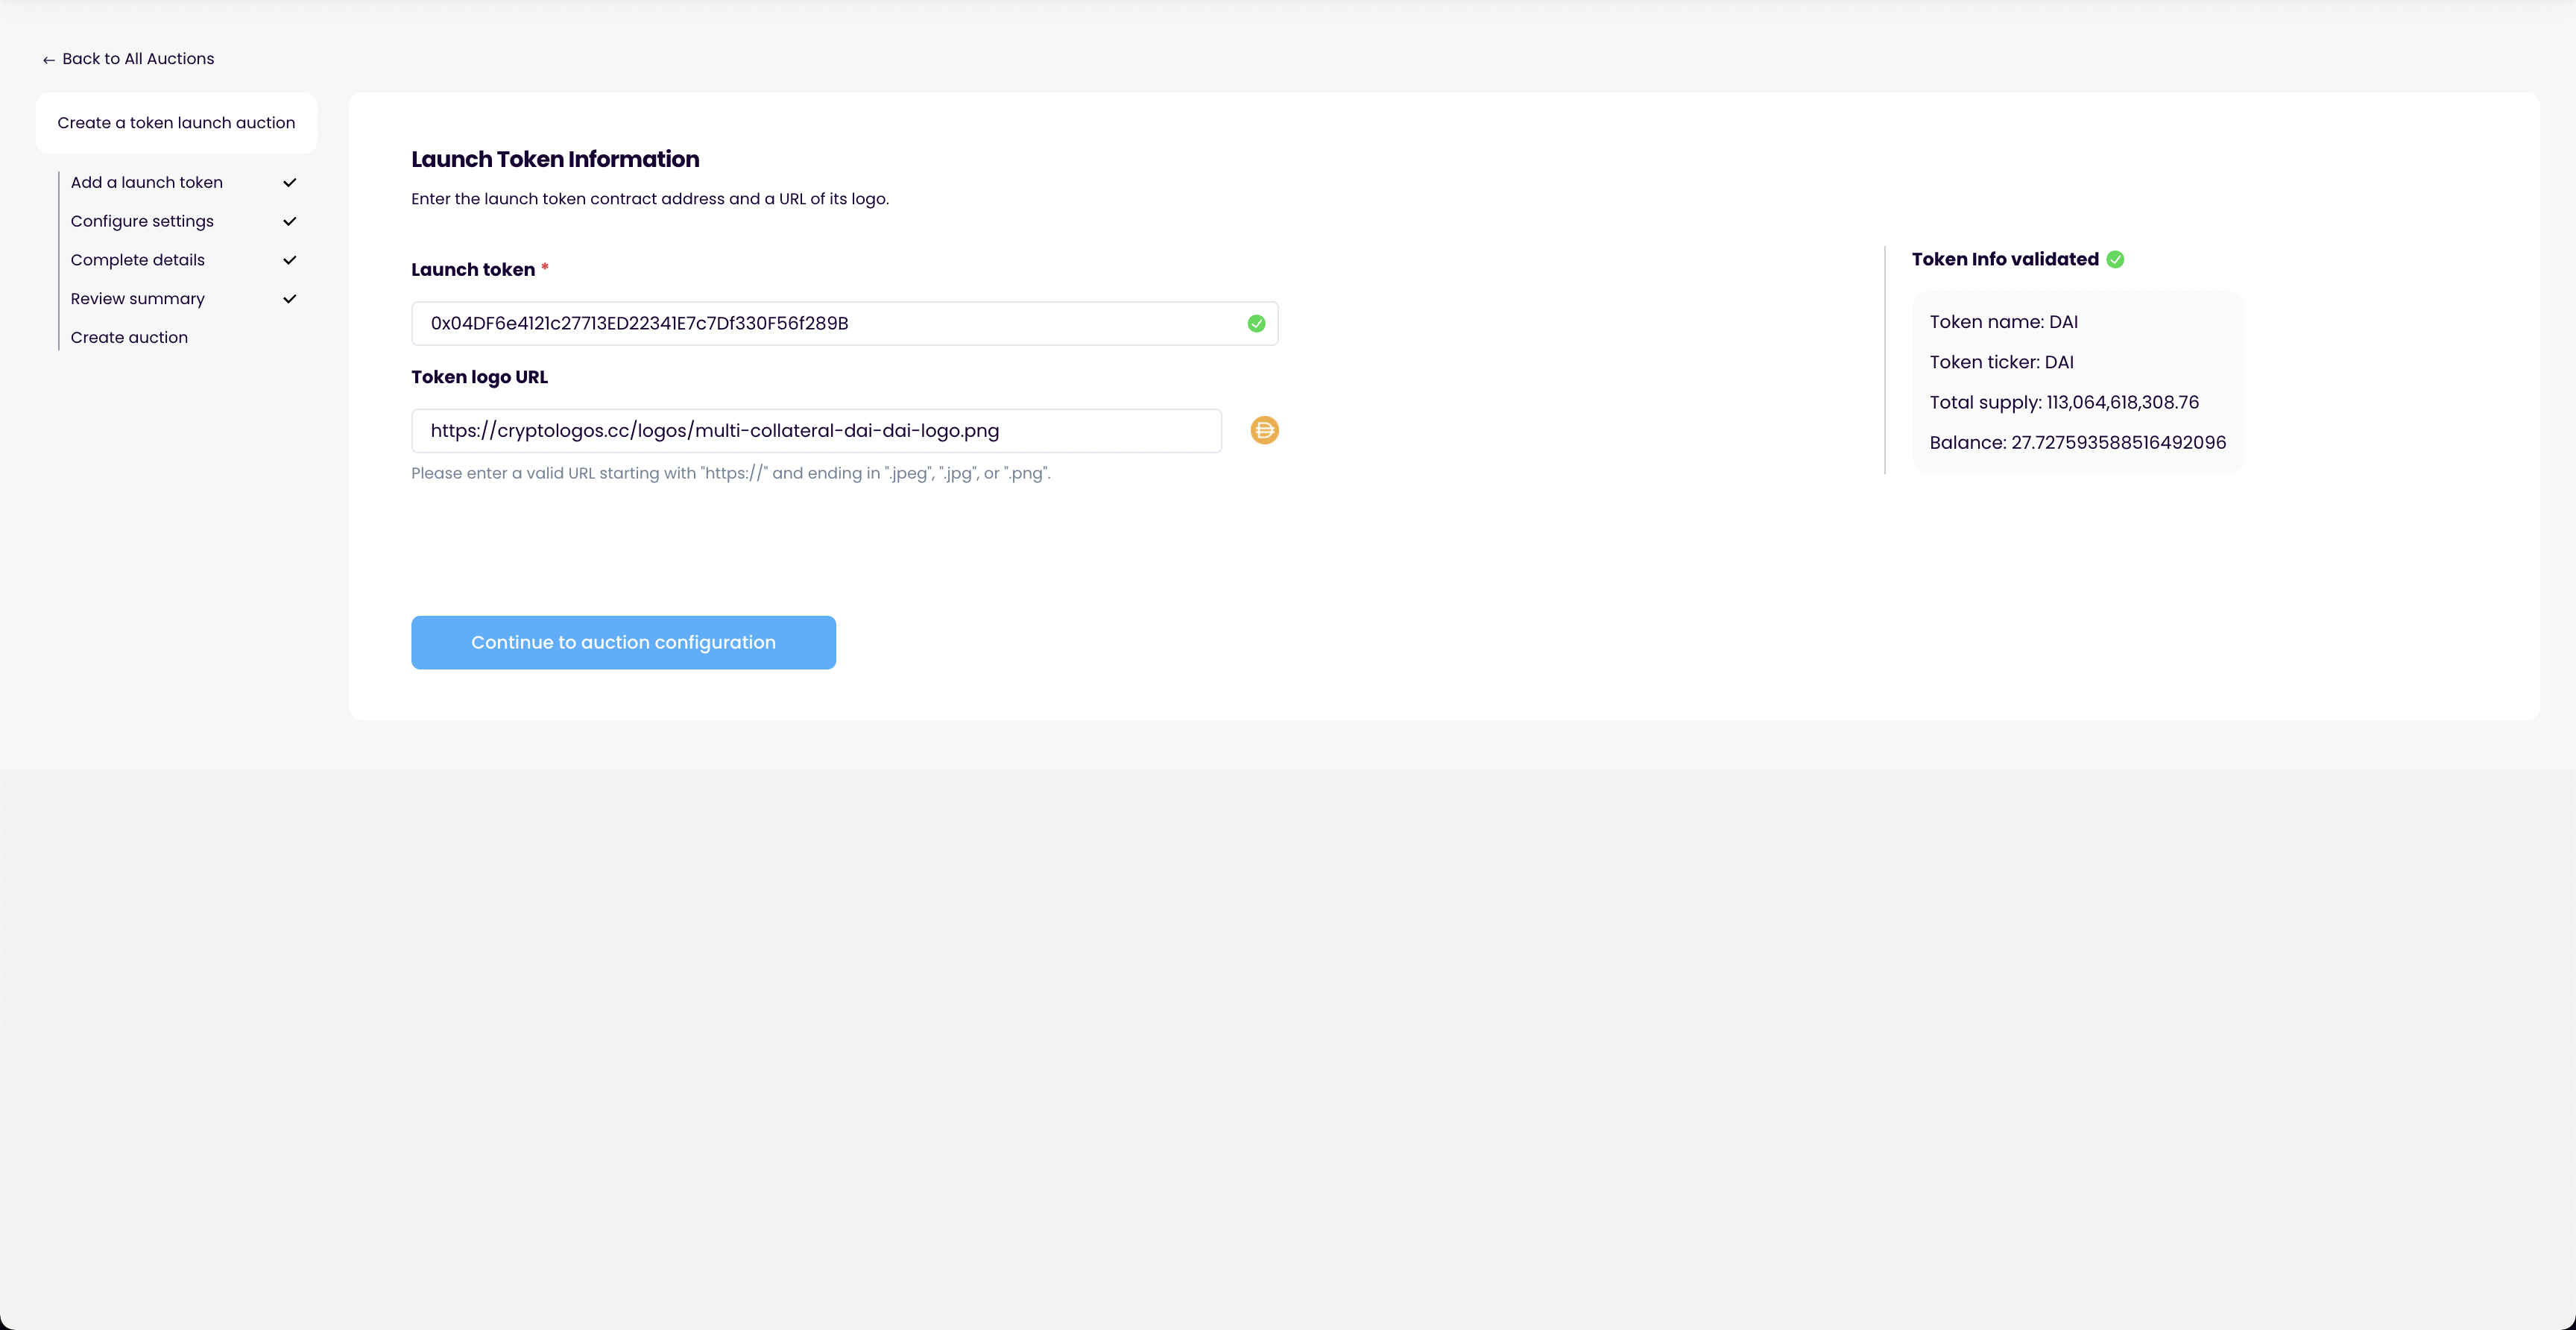 ← Back to All Auctions
Create a token launch auction
Add a launch token
Configure settings
Complete details
Review summary
Create auction
Launch Token Information
Enter the launch token contract address and a URL of its logo.
Launch token *
0x04DF6e4121c27713ED22341E7c7Df330F56f289B
Token logo URL
https://cryptologos.cc/logos/multi-collateral-dai-dai-logo.png
Please enter a valid URL starting with "https://" and ending in ".jpeg", ".jpg", or ".png".
Continue to auction configuration
Token Info validated
Token name: DAI
Token ticker: DAI
Total supply: 113,064,618,308.76
Balance: 27.727593588516492096